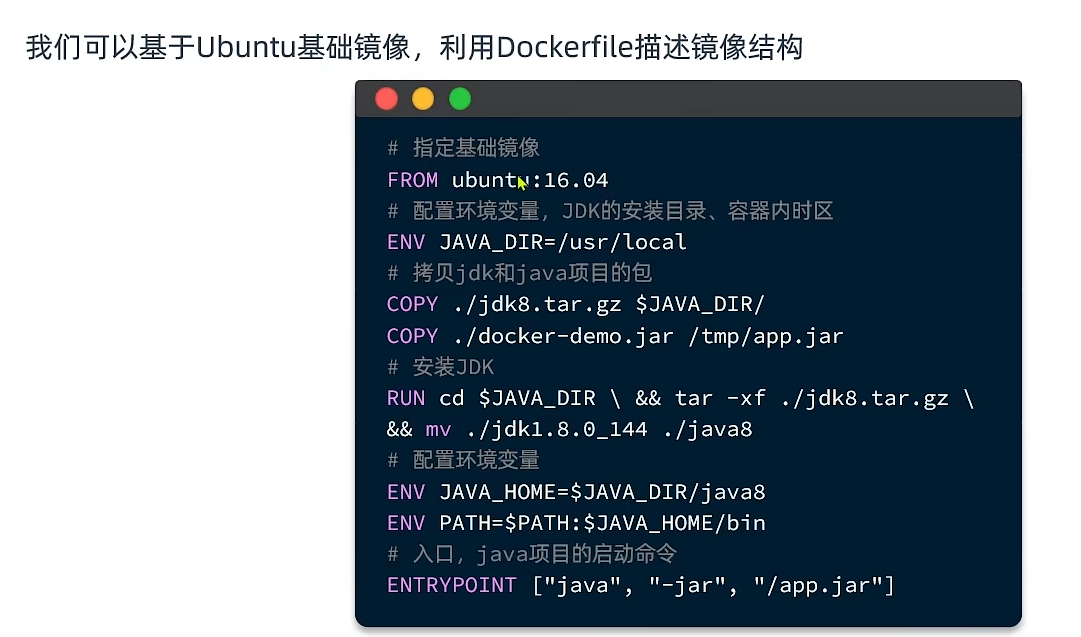 我们可以基于Ubuntu基础镜像，利用Dockerfile描述镜像结构
# 指定基础镜像
FROM ubuntu:16.04
# 配置环境变量，JDK的安装目录、容器内时区
ENV JAVA_DIR=/usr/local
# 拷贝jdk和java项目的包
COPY ./jdk8.tar.gz $JAVA_DIR/
COPY ./docker-demo.jar /tmp/app.jar
# 安装JDK
RUN cd $JAVA_DIR \ && tar -xf ./jdk8.tar.gz \
&& mv ./jdk1.8.0_144 ./java8
# 配置环境变量
ENV JAVA_HOME=$JAVA_DIR/java8
ENV PATH=$PATH:$JAVA_HOME/bin
# 入口，java项目的启动命令
ENTRYPOINT ["java", "-jar", "/app.jar"]